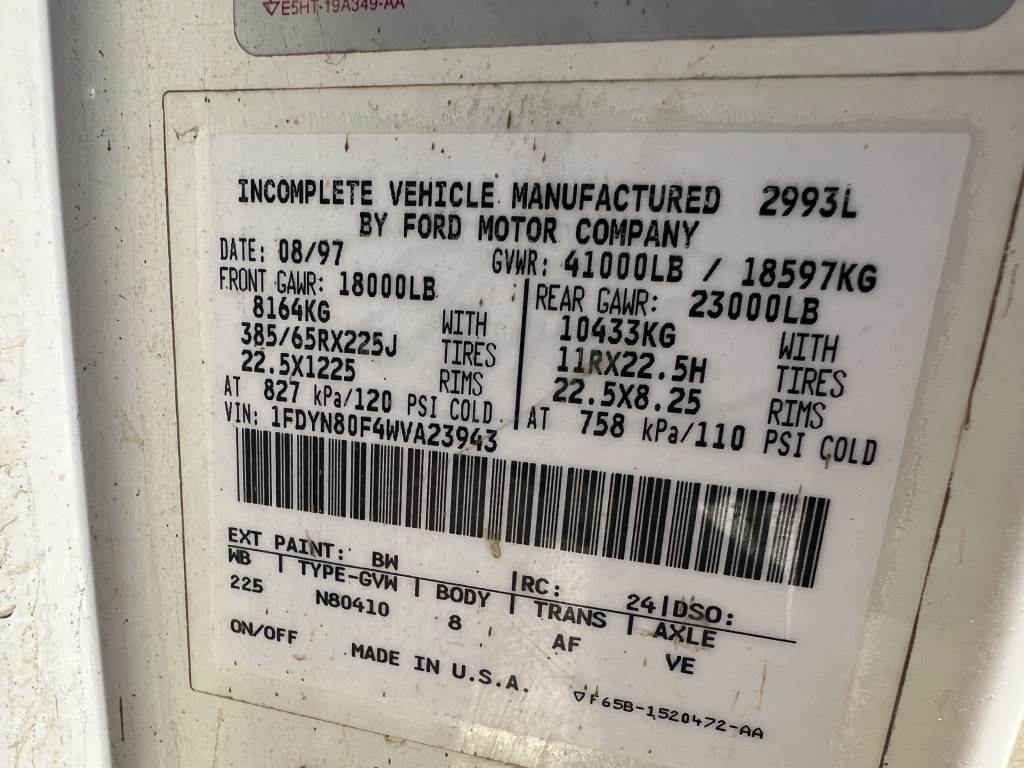 ▽E5HT-19A349-AA
INCOMPLETE VEHICLE MANUFACTURED 2993L
BY FORD MOTOR COMPANY
DATE: 08/97 GVWR: 41000LB / 18597KG
FRONT GAWR: 18000LB REAR GAWR: 23000LB
8164KG WITH 10433KG WITH
385/65RX225J TIRES 11RX22.5H TIRES
22.5X1225 RIMS 22.5X8.25 RIMS
AT 827 kPa/120 PSI COLD AT 758 kPa/110 PSI COLD
VIN: 1FDYN80F4WVA23943
EXT PAINT: BW RC: 24 DSO:
WB | TYPE-GVW | BODY | TRANS | AXLE
225 N80410 8 AF VE
ON/OFF MADE IN U.S.A. ▽F65B-1520472-AA